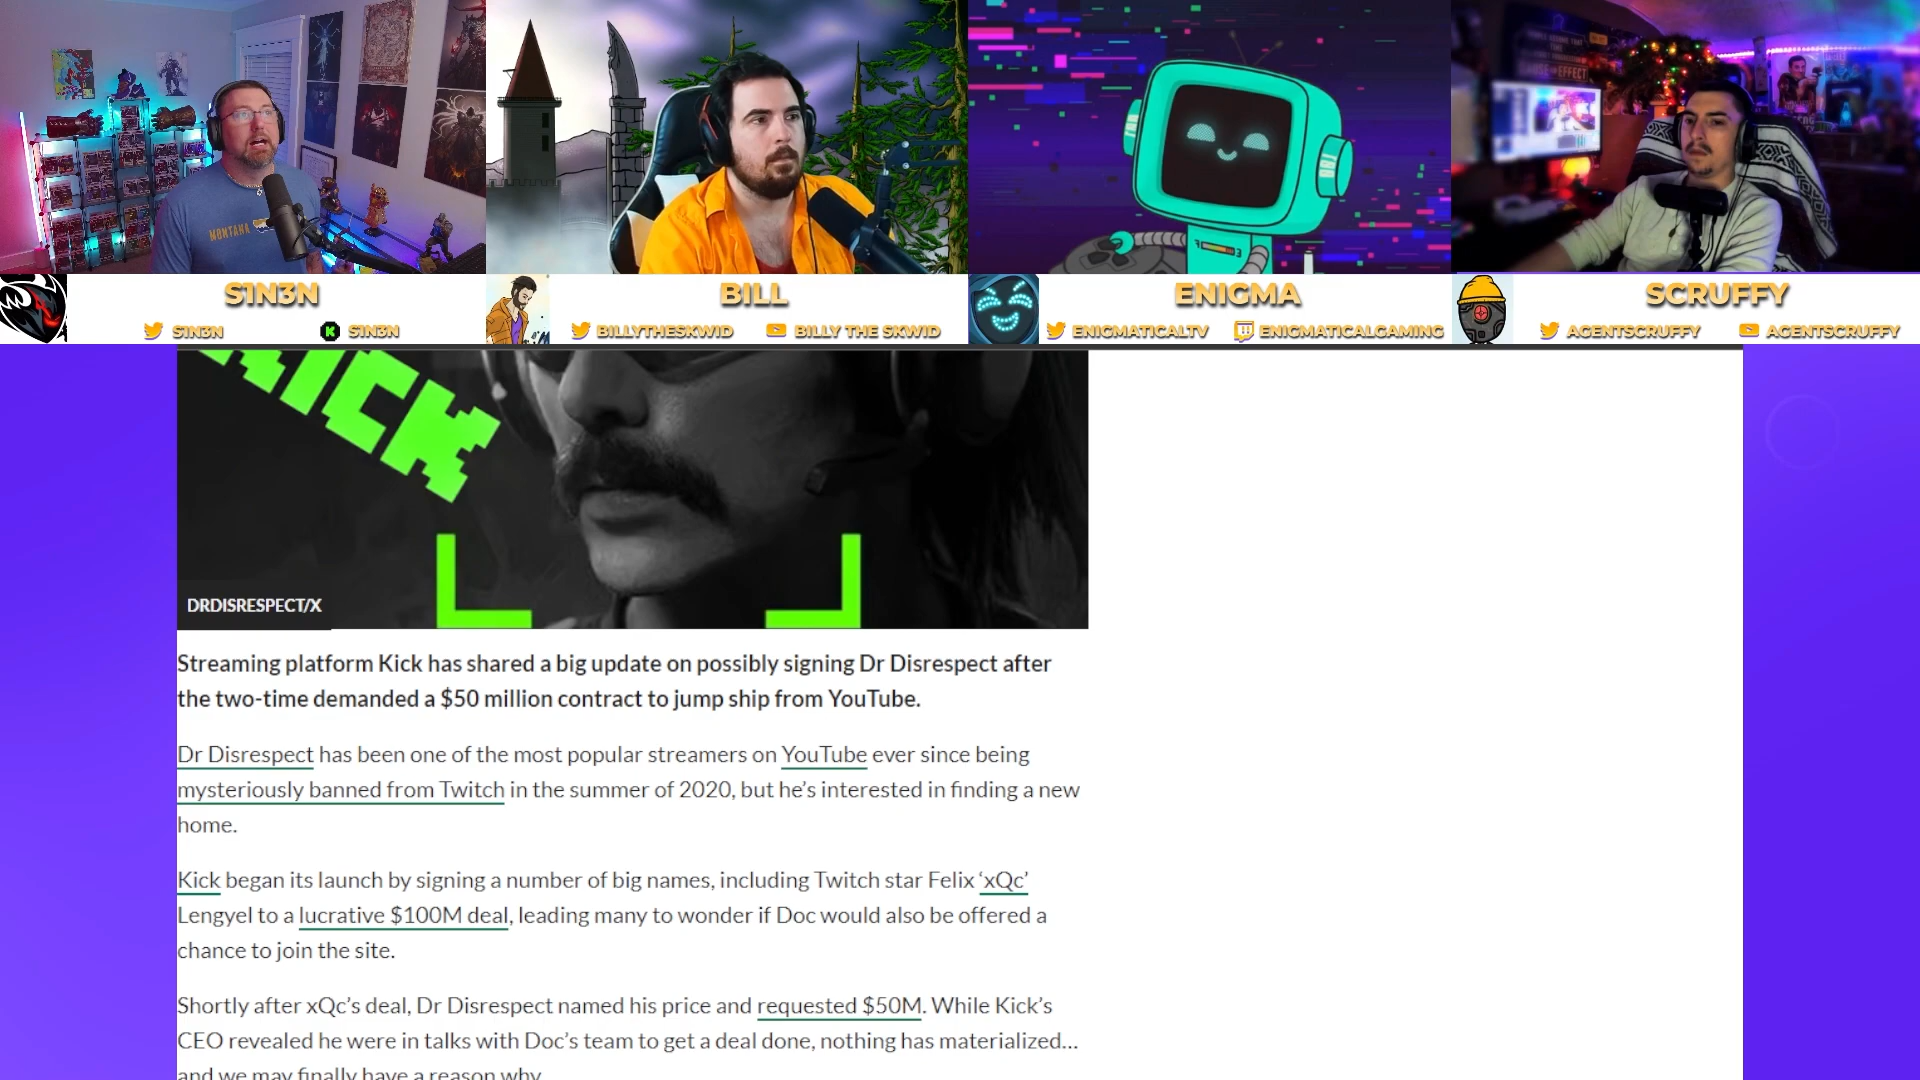 MONTANA
CAUSE EFFECT
S1N3N
S1N3N
S1N3N
BILL
BILLYTHESKWID
BILLY THE SKWID
ENIGMA
ENIGMATICALTV
ENIGMATICALGAMING
SCRUFFY
AGENTSCRUFFY
AGENTSCRUFFY
KICK
DRDISRESPECT/X
Streaming platform Kick has shared a big update on possibly signing Dr Disrespect after
the two-time demanded a $50 million contract to jump ship from YouTube.
Dr Disrespect has been one of the most popular streamers on YouTube ever since being
mysteriously banned from Twitch in the summer of 2020, but he’s interested in finding a new
home.
Kick began its launch by signing a number of big names, including Twitch star Felix ‘xQc’
Lengyel to a lucrative $100M deal, leading many to wonder if Doc would also be offered a
chance to join the site.
Shortly after xQc’s deal, Dr Disrespect named his price and requested $50M. While Kick’s
CEO revealed he were in talks with Doc’s team to get a deal done, nothing has materialized...
and we may finally have a reason why.